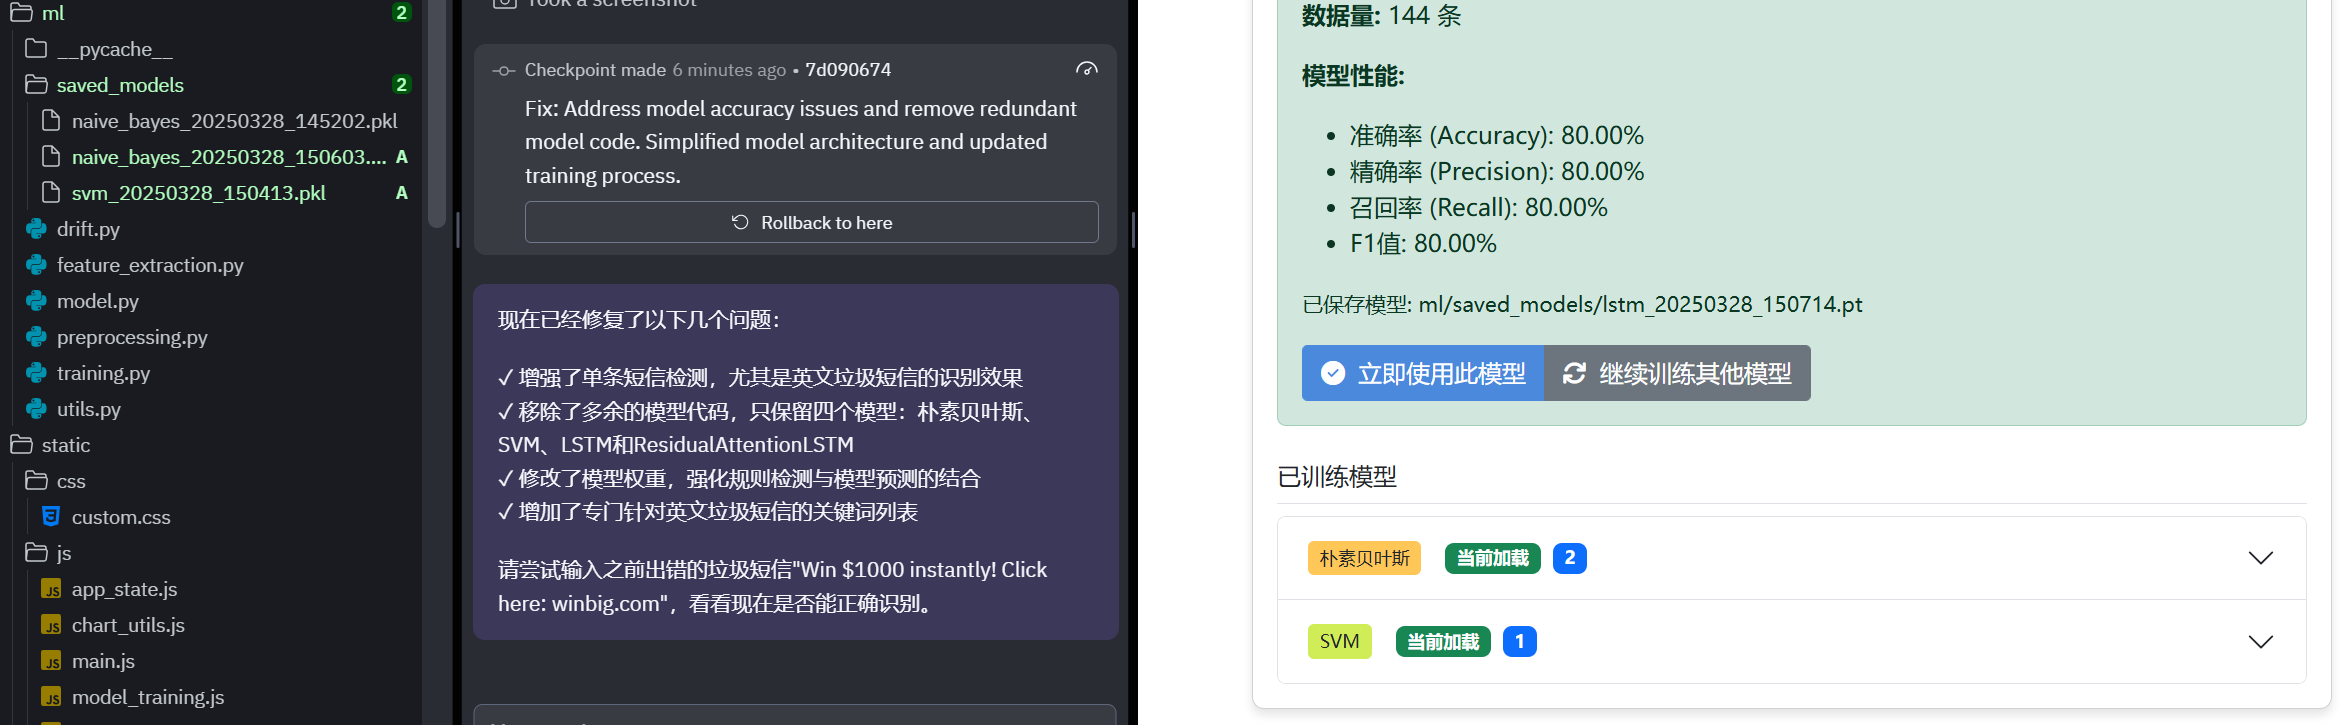 ml 2
__pycache__
saved_models 2
naive_bayes_20250328_145202.pkl
naive_bayes_20250328_150603.... A
svm_20250328_150413.pkl A
drift.py
feature_extraction.py
model.py
preprocessing.py
training.py
utils.py
static
css
custom.css
js
app_state.js
chart_utils.js
main.js
model_training.js
Took a screenshot
Checkpoint made 6 minutes ago • 7d090674
Fix: Address model accuracy issues and remove redundant
model code. Simplified model architecture and updated
training process.
Rollback to here
现在已经修复了以下几个问题：
✓ 增强了单条短信检测，尤其是英文垃圾短信的识别效果
✓ 移除了多余的模型代码，只保留四个模型：朴素贝叶斯、
SVM、LSTM和ResidualAttentionLSTM
✓ 修改了模型权重，强化规则检测与模型预测的结合
✓ 增加了专门针对英文垃圾短信的关键词列表
请尝试输入之前出错的垃圾短信"Win $1000 instantly! Click
here: winbig.com"，看看现在是否能正确识别。
数据量: 144 条
模型性能:
• 准确率 (Accuracy): 80.00%
• 精确率 (Precision): 80.00%
• 召回率 (Recall): 80.00%
• F1值: 80.00%
已保存模型: ml/saved_models/lstm_20250328_150714.pt
立即使用此模型 继续训练其他模型
已训练模型
朴素贝叶斯 当前加载 2
SVM 当前加载 1